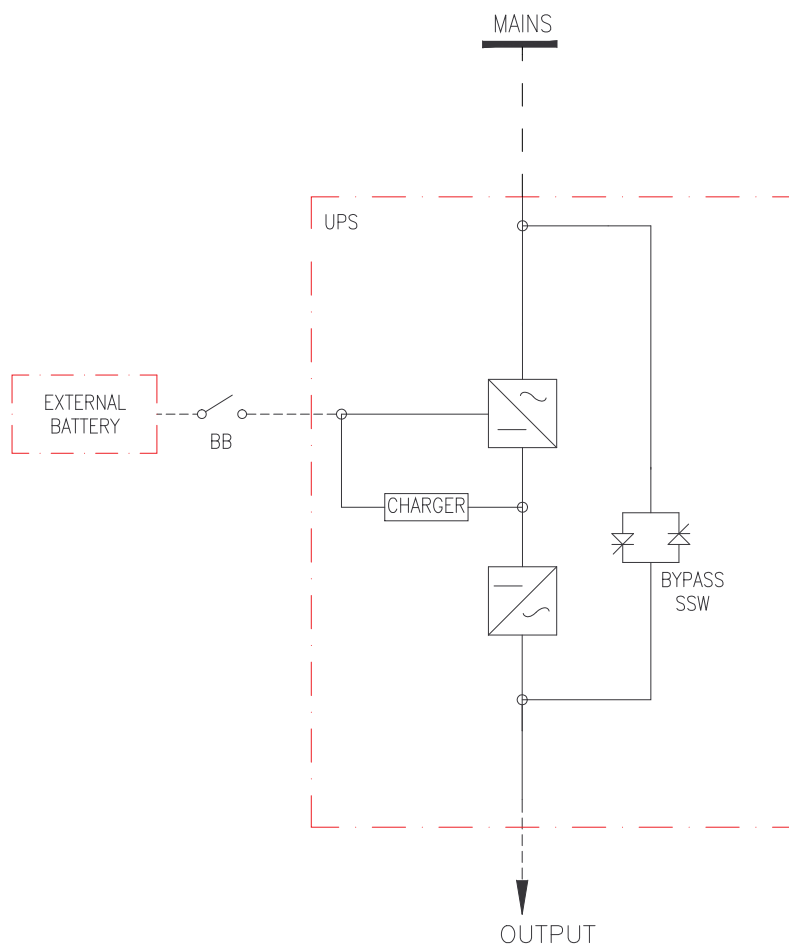 MAINS
UPS
EXTERNAL
BATTERY
BB
CHARGER
BYPASS
SSW
OUTPUT